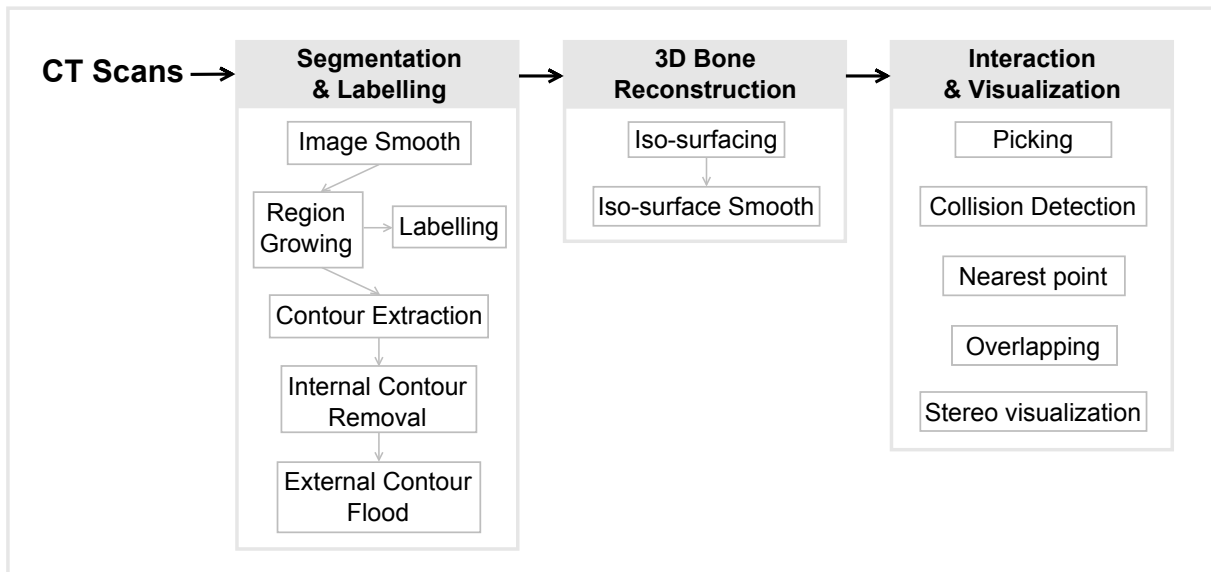 CT Scans
Segmentation
& Labelling
Image Smooth
Region
Growing
Labelling
Contour Extraction
Internal Contour
Removal
External Contour
Flood
3D Bone
Reconstruction
Iso-surfacing
Iso-surface Smooth
Interaction
& Visualization
Picking
Collision Detection
Nearest point
Overlapping
Stereo visualization